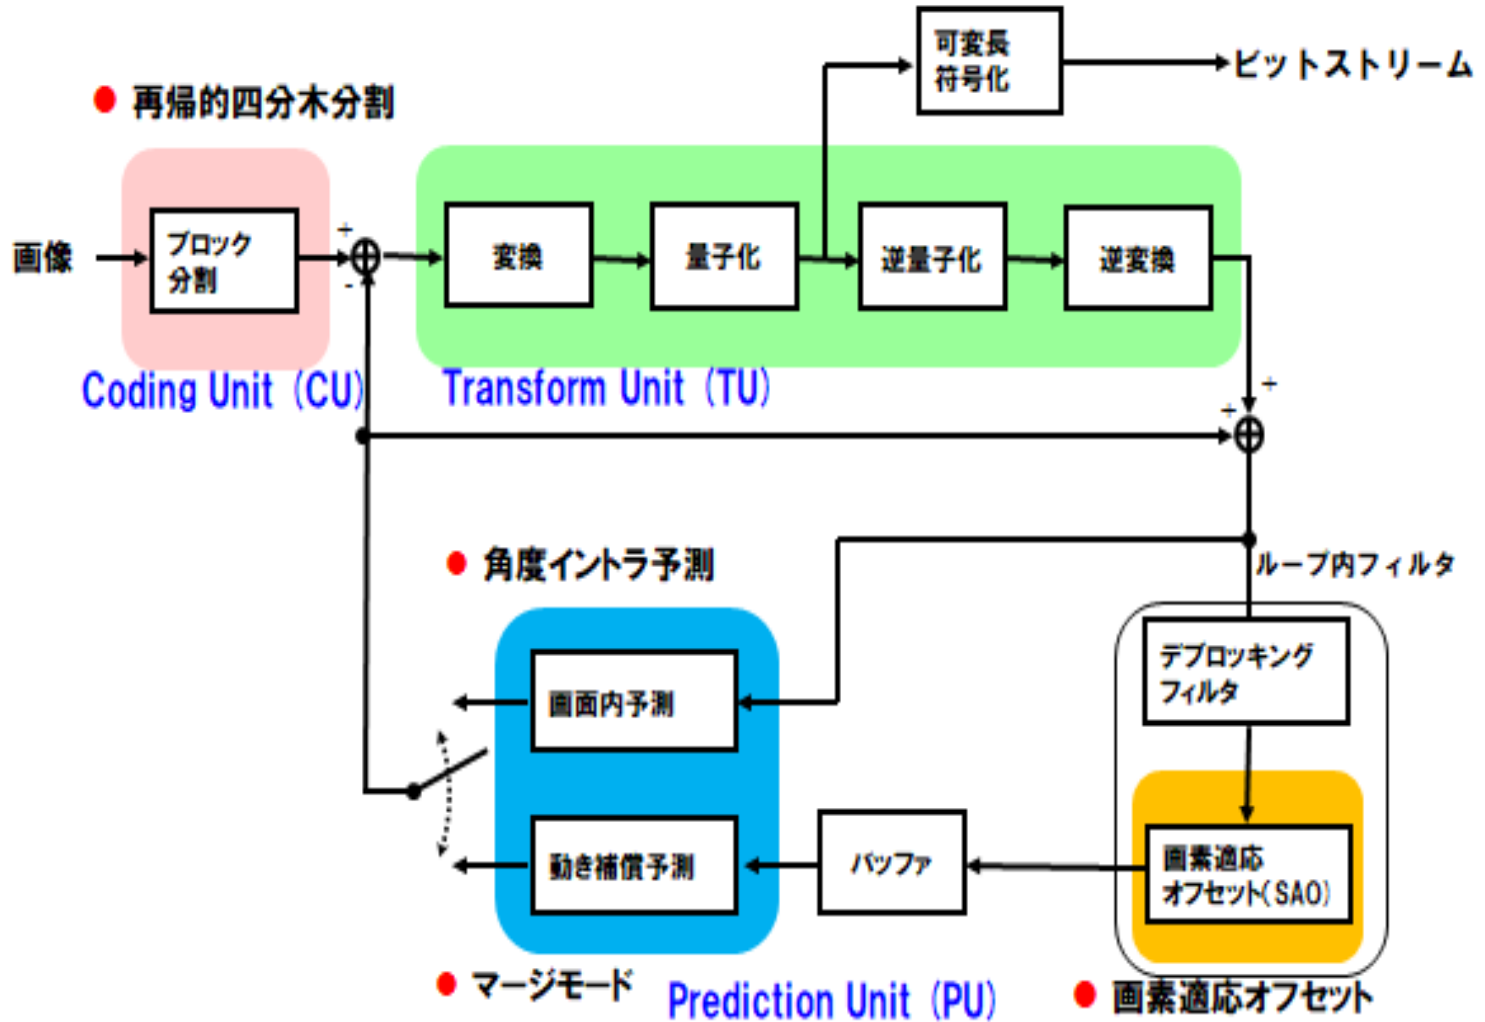 可変長
符号化
ビットストリーム
● 再帰的四分木分割
画像
ブロック
分割
+
-
変換
量子化
逆量子化
逆変換
Coding Unit (CU)
Transform Unit (TU)
+
+
● 角度イントラ予測
ループ内フィルタ
画面内予測
デブロッキング
フィルタ
動き補償予測
バッファ
画素適応
オフセット(SAO)
● マージモード
Prediction Unit (PU)
● 画素適応オフセット